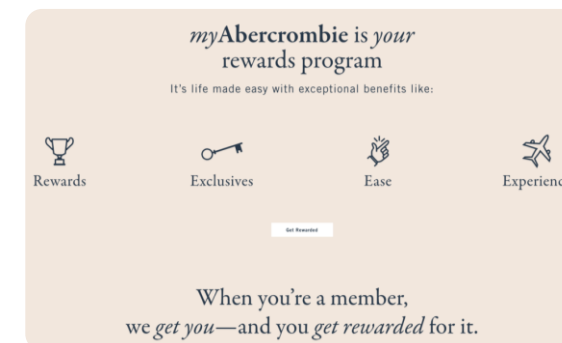 myAbercrombie is your
rewards program
It's life made easy with exceptional benefits like:
Rewards
Exclusives
Ease
Experienc
Get Rewarded
When you're a member,
we get you—and you get rewarded for it.